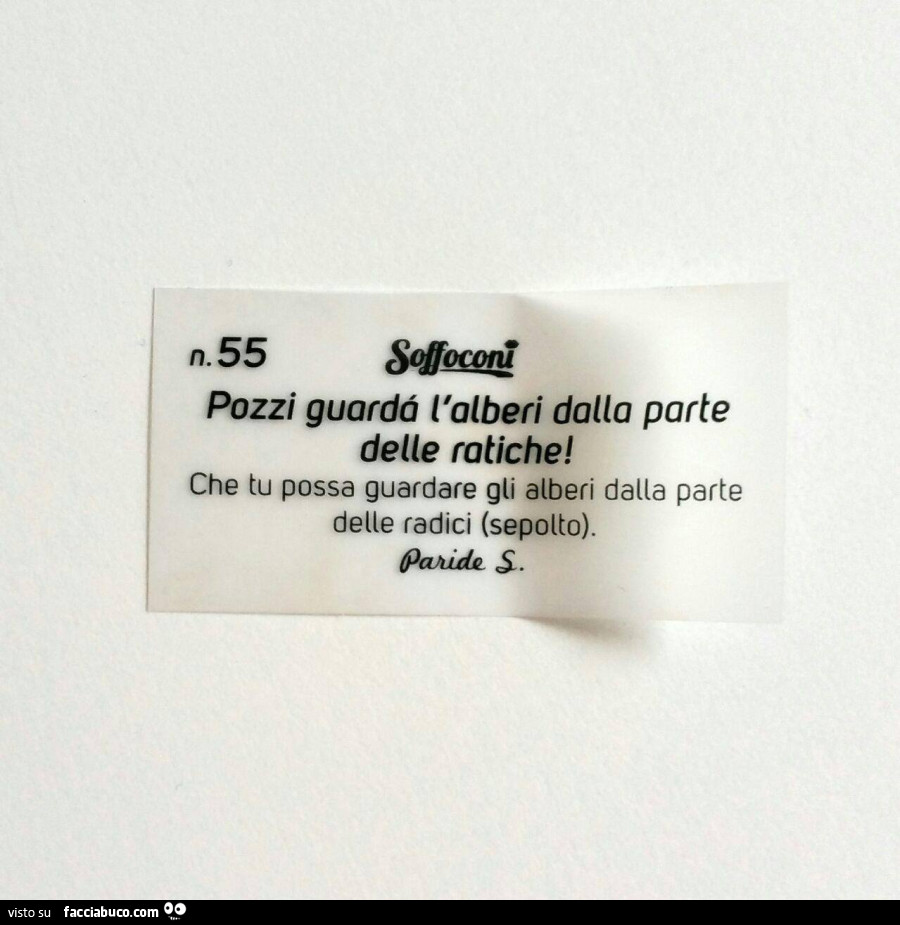 n.55 Soffoconi
Pozzi guardá l'alberi dalla parte
delle ratiche!
Che tu possa guardare gli alberi dalla parte
delle radici (sepolto).
Paride S.
visto su facciabuco.com